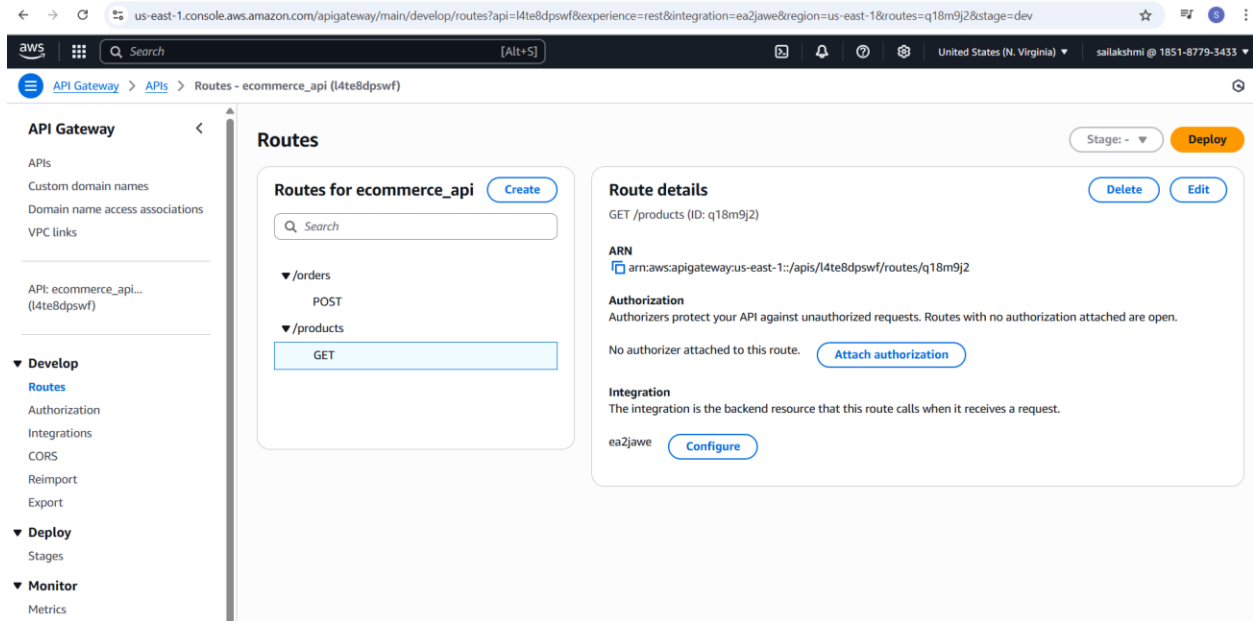 us-east-1.console.aws.amazon.com/apigateway/main/develop/routes?api=l4te8dpswf&experience=rest&integration=ea2jawe&region=us-east-1&routes=q18m9j2&stage=dev
S
aws Search [Alt+S] United States (N. Virginia) ▼ sailakshmi @ 1851-8779-3433 ▼
API Gateway > APIs > Routes - ecommerce_api (l4te8dpswf)
API Gateway
APIs
Custom domain names
Domain name access associations
VPC links
API: ecommerce_api...
(l4te8dpswf)
▼ Develop
Routes
Authorization
Integrations
CORS
Reimport
Export
▼ Deploy
Stages
▼ Monitor
Metrics
Routes
Stage: - ▼
Deploy
Routes for ecommerce_api
Create
Search
▼ /orders
POST
▼ /products
GET
Route details
Delete
Edit
GET /products (ID: q18m9j2)
ARN
arn:aws:apigateway:us-east-1::/apis/l4te8dpswf/routes/q18m9j2
Authorization
Authorizers protect your API against unauthorized requests. Routes with no authorization attached are open.
No authorizer attached to this route.
Attach authorization
Integration
The integration is the backend resource that this route calls when it receives a request.
ea2jawe
Configure